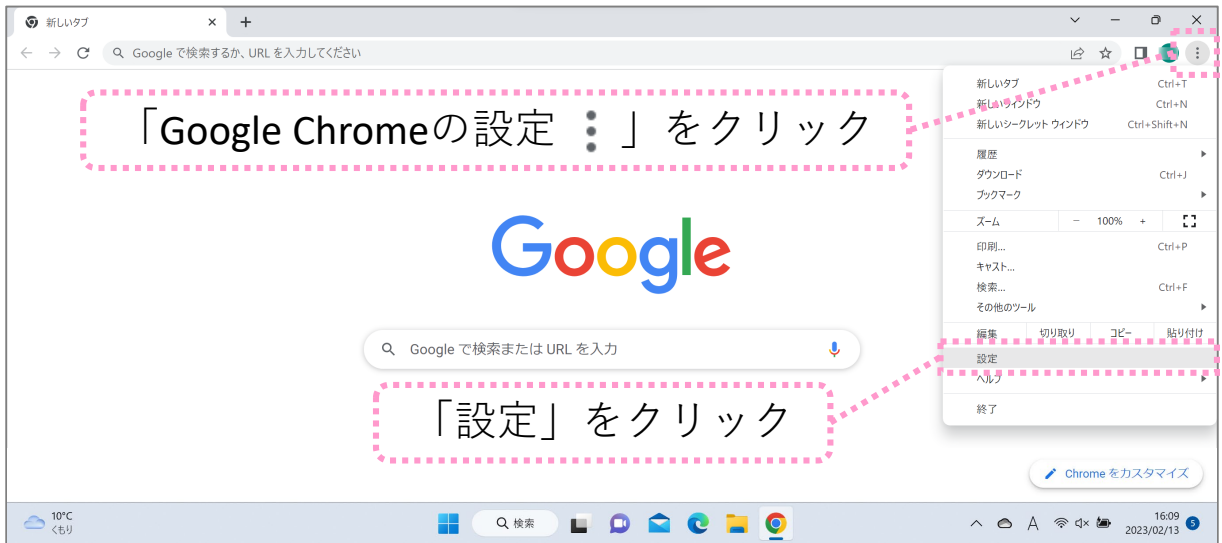 新しいタブ
Google で検索するか、URL を入力してください
「Google Chromeの設定 ⋮ 」をクリック
新しいタブ Ctrl+T
新しいウィンドウ Ctrl+N
新しいシークレット ウィンドウ Ctrl+Shift+N
履歴
ダウンロード Ctrl+J
ブックマーク
ズーム − 100% +
印刷... Ctrl+P
キャスト...
検索... Ctrl+F
その他のツール
編集 切り取り コピー 貼り付け
設定
ヘルプ
終了
Google
Google で検索または URL を入力
「設定」をクリック
Chrome をカスタマイズ
10°C
くもり
検索
A
16:09
2023/02/13
5